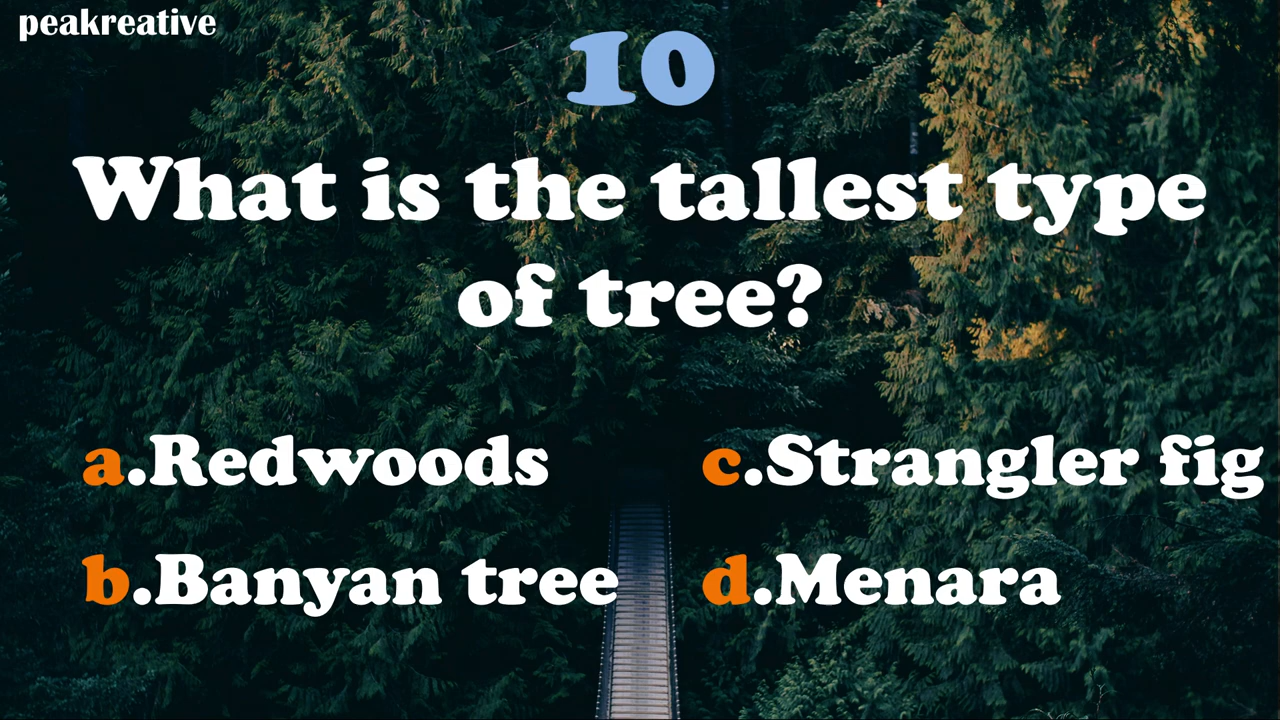 peakreative
10
What is the tallest type
of tree?
a.Redwoods
c.Strangler fig
b.Banyan tree
d.Menara